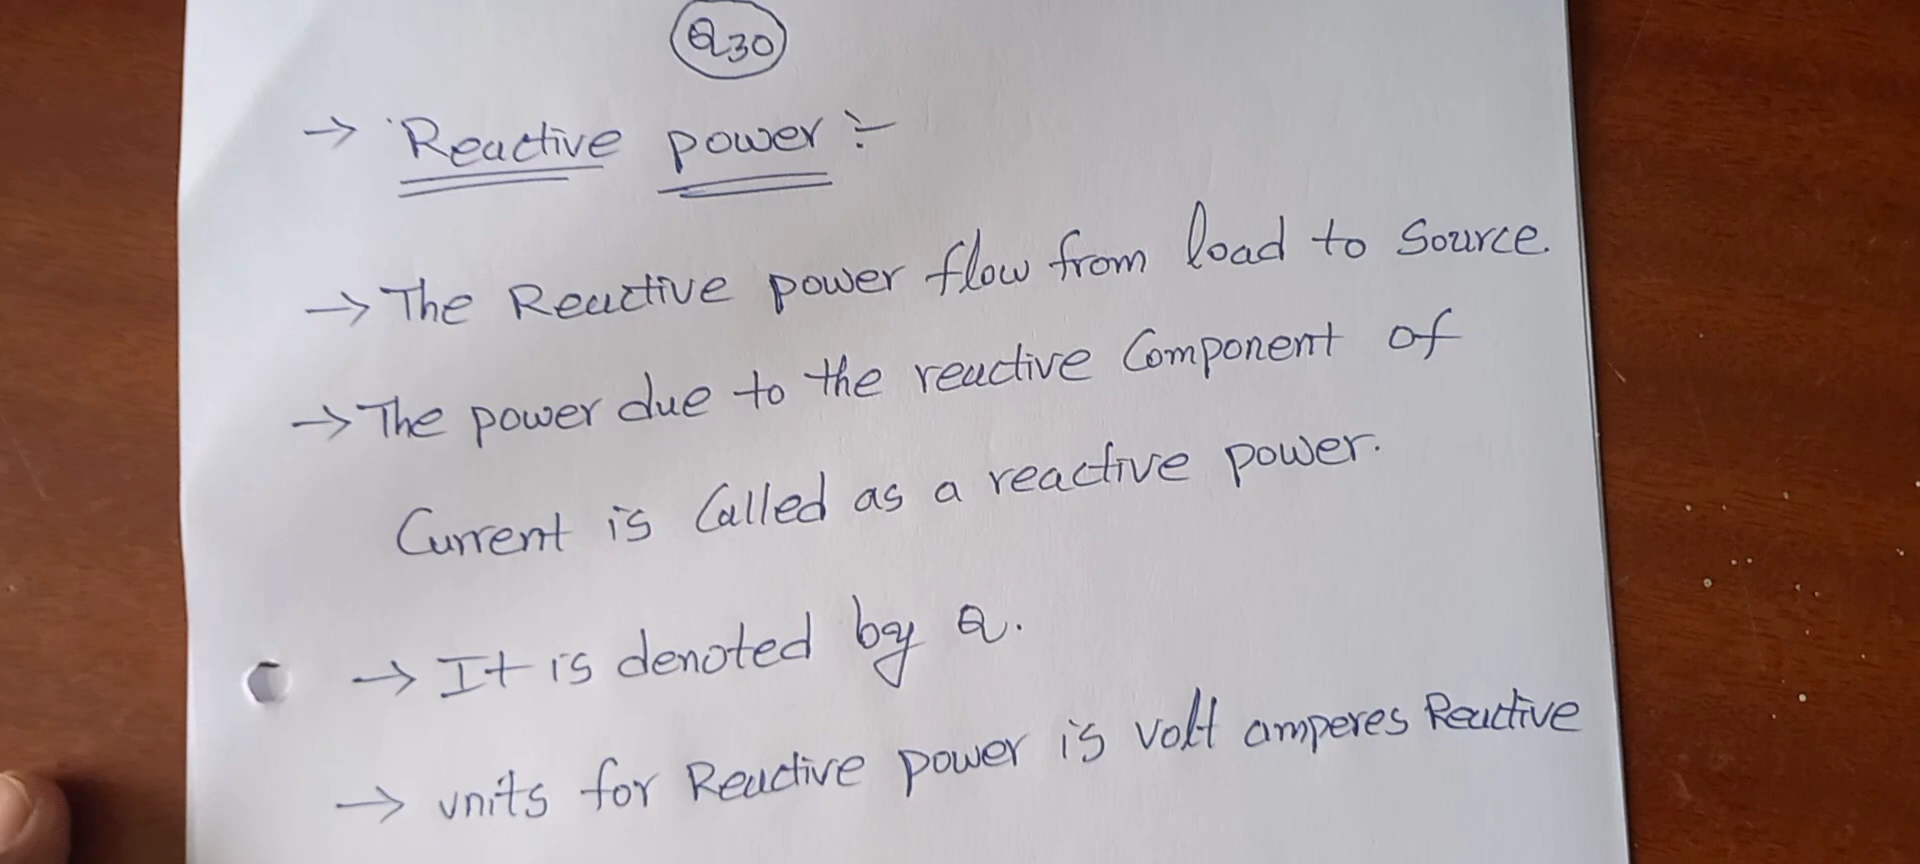 Q30
→ Reactive power :-
→ The Reactive power flow from load to source.
→ The power due to the reactive component of
Current is Called as a reactive power.
→ It is denoted by Q.
→ units for Reactive power is volt amperes Reactive